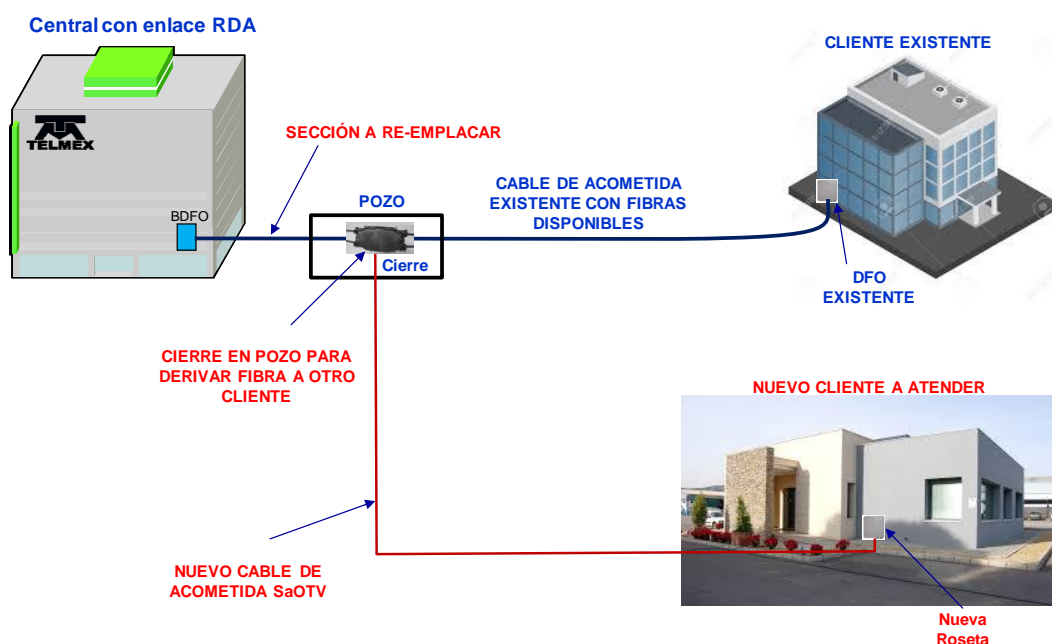 Central con enlace RDA
CLIENTE EXISTENTE
TELMEX
SECCIÓN A RE-EMPLACAR
CABLE DE ACOMETIDA
EXISTENTE CON FIBRAS
DISPONIBLES
POZO
BDFO
Cierre
DFO
EXISTENTE
CIERRE EN POZO PARA
DERIVAR FIBRA A OTRO
CLIENTE
NUEVO CLIENTE A ATENDER
NUEVO CABLE DE
ACOMETIDA SaOTV
Nueva
Roseta